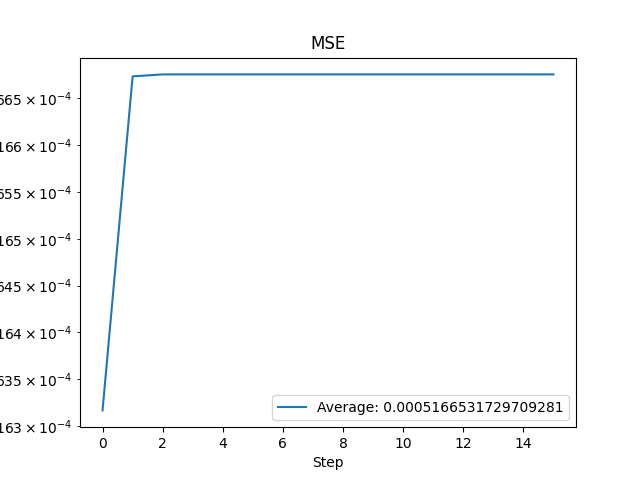 MSE
665 × 10⁻⁴
166 × 10⁻⁴
655 × 10⁻⁴
165 × 10⁻⁴
645 × 10⁻⁴
164 × 10⁻⁴
635 × 10⁻⁴
163 × 10⁻⁴
Average: 0.0005166531729709281
0 2 4 6 8 10 12 14
Step